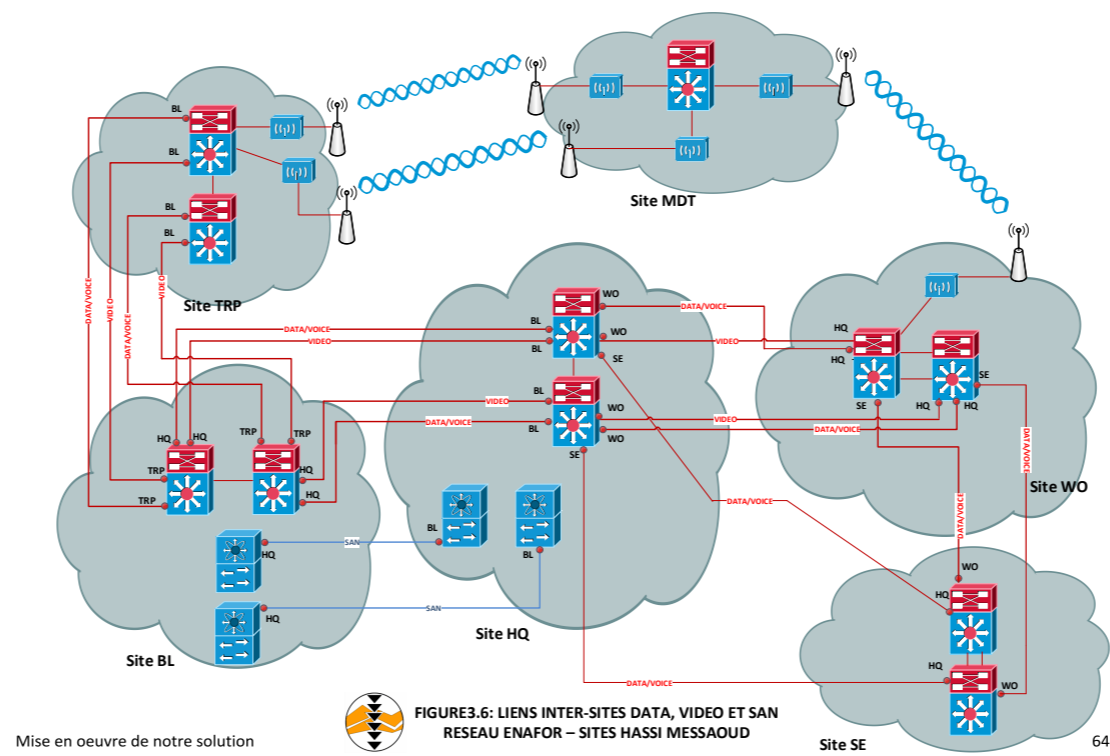 Site MDT
BL
BL
BL
BL
Site TRP
DATA/VOICE
VIDEO
DATA/VOICE
VIDEO
DATA/VOICE
VIDEO
BL
BL
WO
WO
SE
DATA/VOICE
VIDEO
HQ
HQ
SE
SE
HQ
HQ
BL
BL
WO
WO
SE
VIDEO
DATA/VOICE
VIDEO
DATA/VOICE
HQ
HQ
TRP
TRP
TRP
TRP
HQ
HQ
DATA/VOICE
DATA/VOICE
DATA/VOICE
Site WO
BL
BL
HQ
HQ
SAN
SAN
Site HQ
Site BL
WO
HQ
HQ
WO
DATA/VOICE
Site SE
FIGURE3.6: LIENS INTER-SITES DATA, VIDEO ET SAN
RESEAU ENAFOR – SITES HASSI MESSAOUD
Mise en oeuvre de notre solution
64